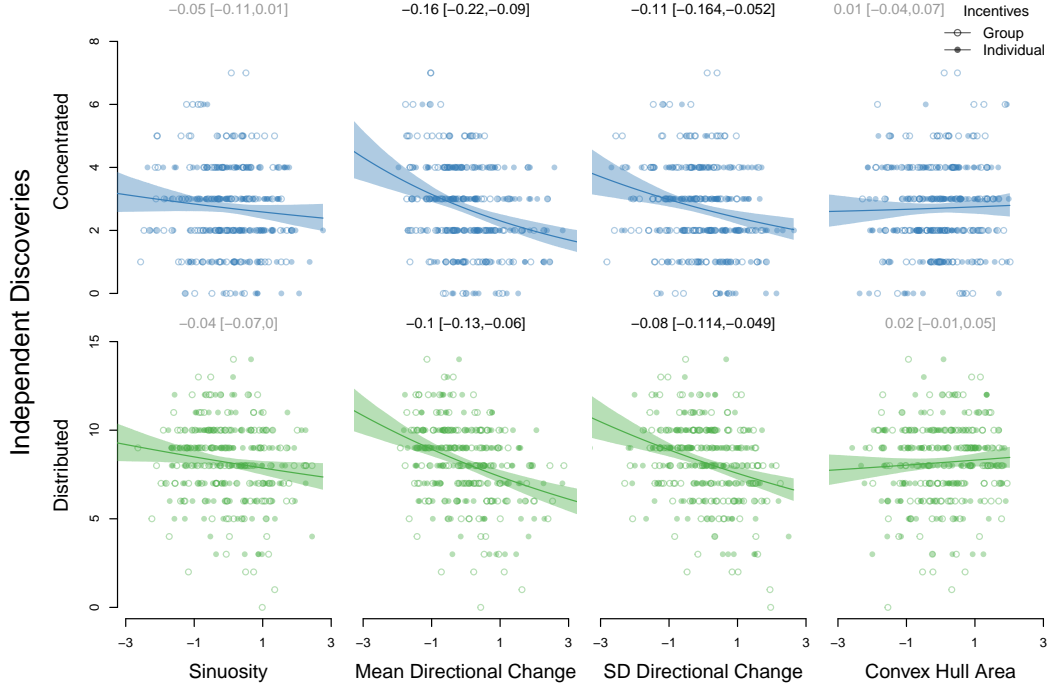 −0.05 [−0.11,0.01]
−0.16 [−0.22,−0.09]
−0.11 [−0.164,−0.052]
0.01 [−0.04,0.07]
Incentives
Group
Individual
Independent Discoveries
Concentrated
8
6
4
2
0
−0.04 [−0.07,0]
−0.1 [−0.13,−0.06]
−0.08 [−0.114,−0.049]
0.02 [−0.01,0.05]
Distributed
15
10
5
0
−3 −1 1 3
−3 −1 1 3
−3 −1 1 3
−3 −1 1 3
Sinuosity
Mean Directional Change
SD Directional Change
Convex Hull Area